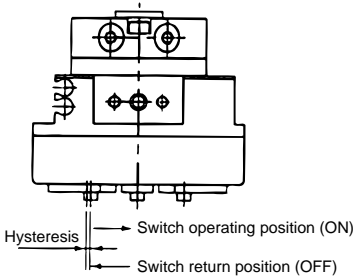 Switch operating position (ON)
Hysteresis
Switch return position (OFF)